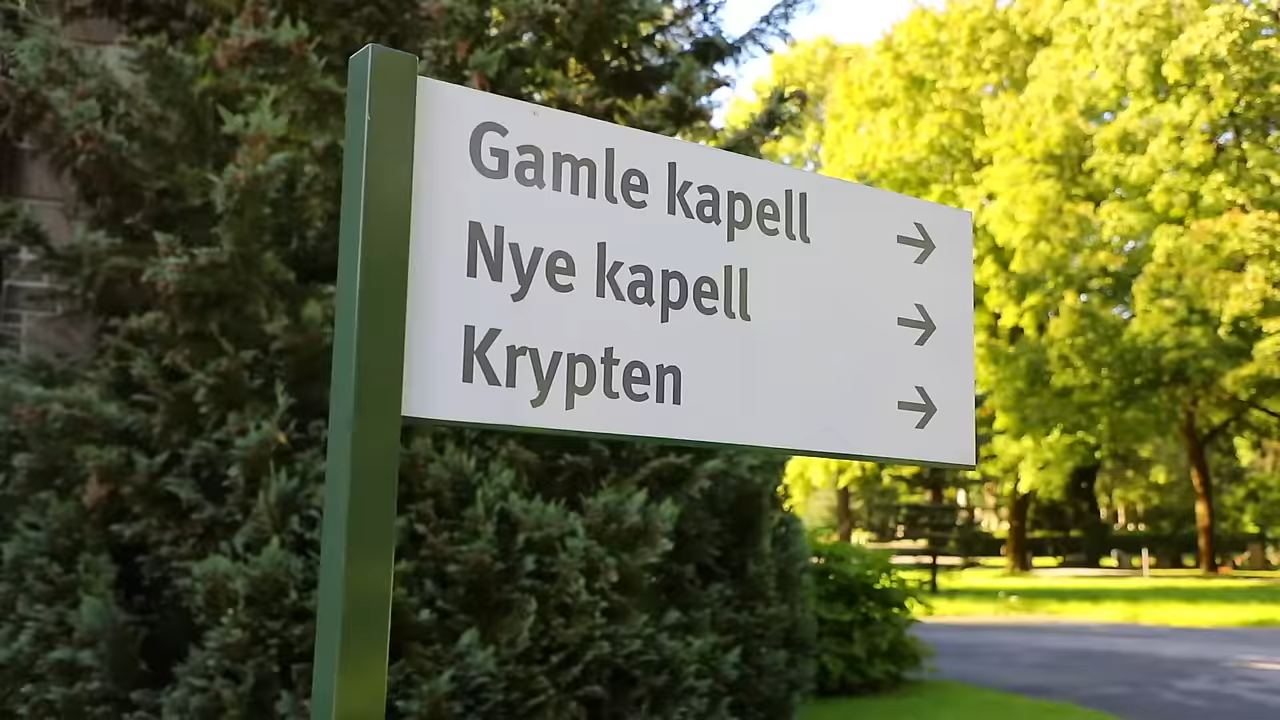 Gamle kapell →
Nye kapell →
Krypten →